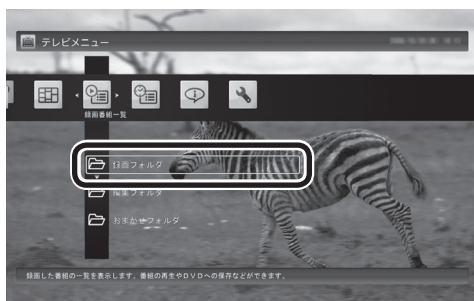 テレビメニュー
録画番組一覧
録画フォルダ
編集フォルダ
おまかせフォルダ
録画した番組の一覧を表示します。番組の再生やDVDへの保存などができます。